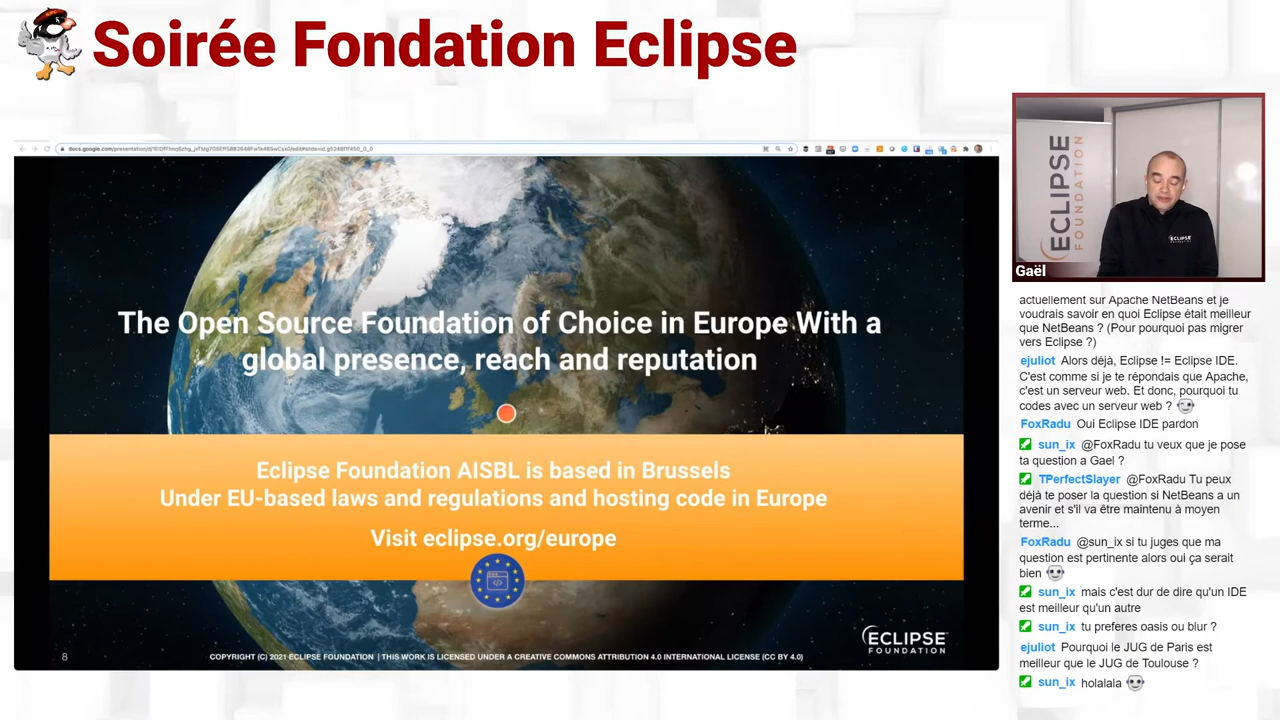 Soirée Fondation Eclipse
The Open Source Foundation of Choice in Europe With a
global presence, reach and reputation
Eclipse Foundation AISBL is based in Brussels
Under EU-based laws and regulations and hosting code in Europe
Visit eclipse.org/europe
8
COPYRIGHT (C) 2021 ECLIPSE FOUNDATION | THIS WORK IS LICENSED UNDER A CREATIVE COMMONS ATTRIBUTION 4.0 INTERNATIONAL LICENSE (CC BY 4.0)
ECLIPSE
FOUNDATION
ECLIPSE
FOUNDATION
ECLIPSE
Gaël
actuellement sur Apache NetBeans et je
voudrais savoir en quoi Eclipse était meilleur
que NetBeans ? (Pour pourquoi pas migrer
vers Eclipse ?)
ejuliot Alors déjà, Eclipse != Eclipse IDE.
C'est comme si je te répondais que Apache,
c'est un serveur web. Et donc, pourquoi tu
codes avec un serveur web ?
FoxRadu Oui Eclipse IDE pardon
sun_ix @FoxRadu tu veux que je pose
ta question a Gael ?
TPerfectSlayer @FoxRadu Tu peux
déjà te poser la question si NetBeans a un
avenir et s'il va être maintenu à moyen
terme...
FoxRadu @sun_ix si tu juges que ma
question est pertinente alors oui ça serait
bien
sun_ix mais c'est dur de dire qu'un IDE
est meilleur qu'un autre
sun_ix tu preferes oasis ou blur ?
ejuliot Pourquoi le JUG de Paris est
meilleur que le JUG de Toulouse ?
sun_ix holalala